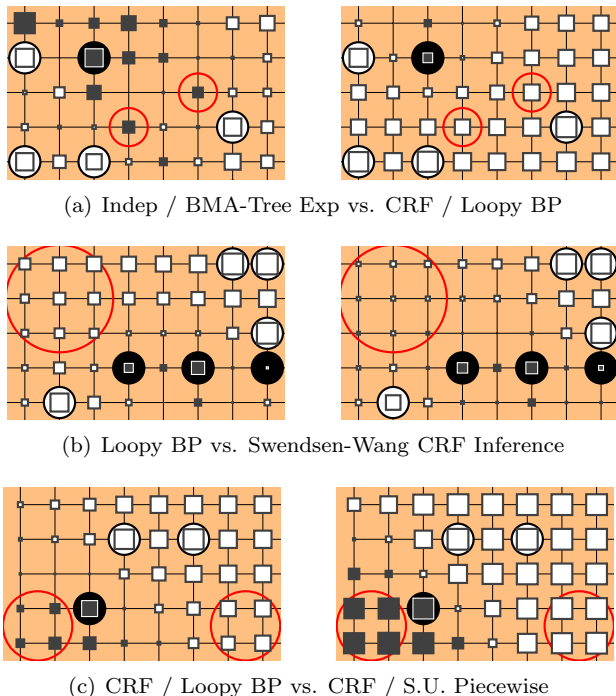 (a) Indep / BMA-Tree Exp vs. CRF / Loopy BP
(b) Loopy BP vs. Swendsen-Wang CRF Inference
(c) CRF / Loopy BP vs. CRF / S.U. Piecewise